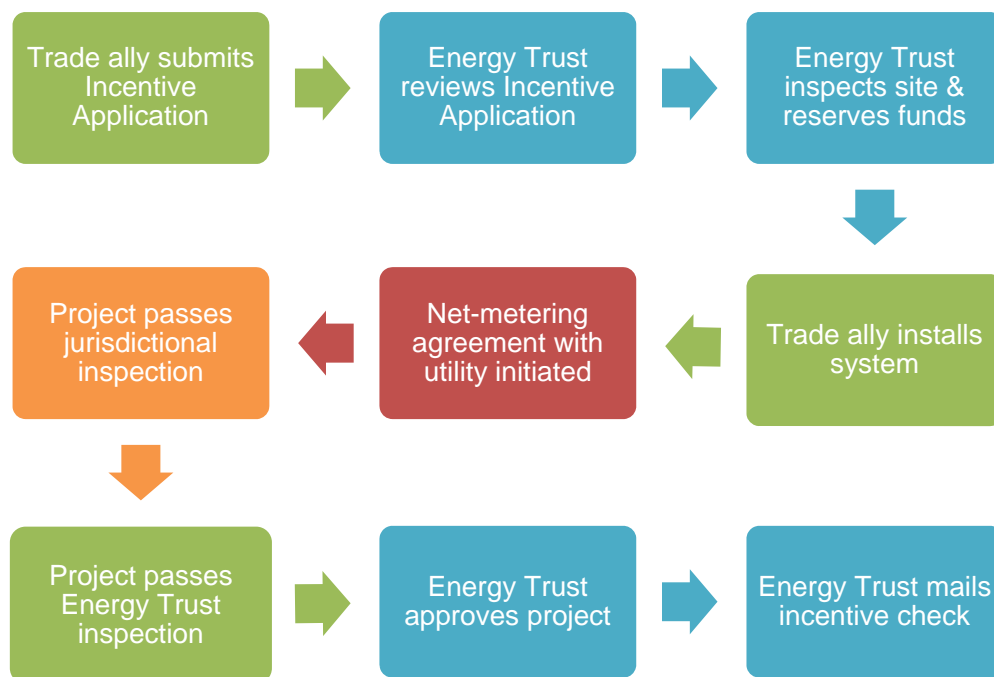 Trade ally submits
Incentive
Application
Energy Trust
reviews Incentive
Application
Energy Trust
inspects site &
reserves funds
Trade ally installs
system
Net-metering
agreement with
utility initiated
Project passes
jurisdictional
inspection
Project passes
Energy Trust
inspection
Energy Trust
approves project
Energy Trust mails
incentive check